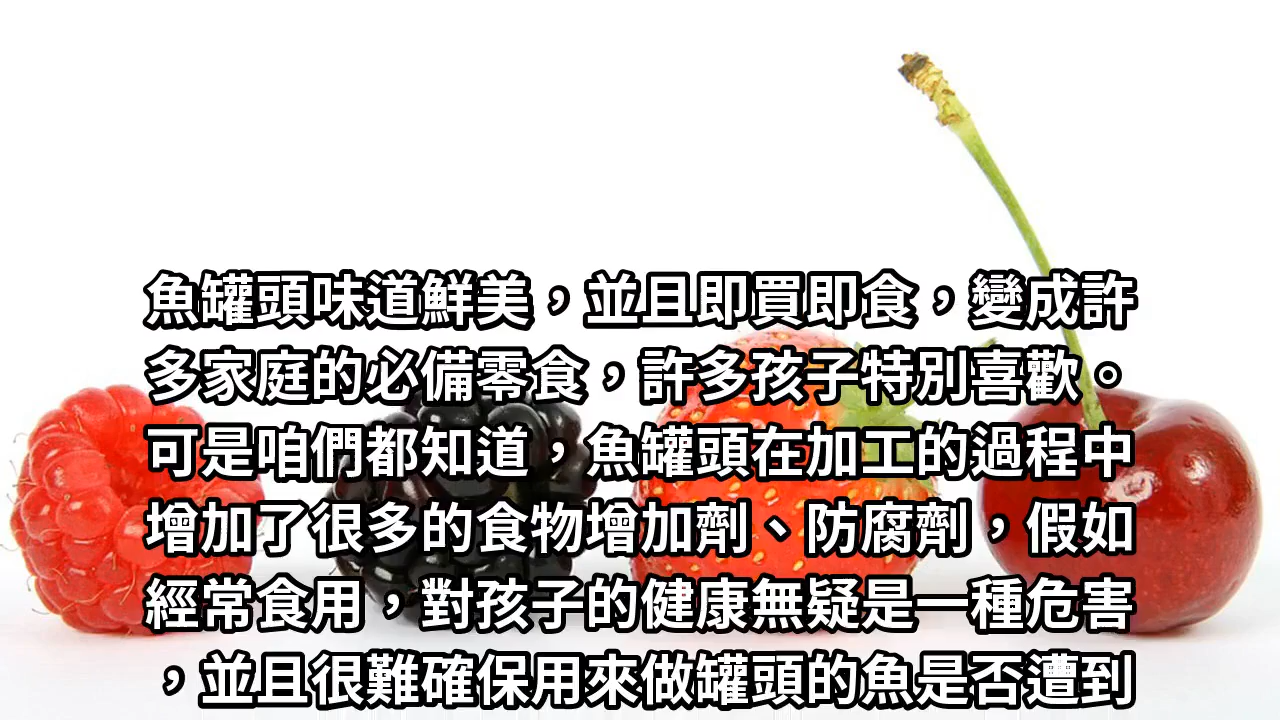 魚罐頭味道鮮美，並且即買即食，變成許
多家庭的必備零食，許多孩子特別喜歡。
可是咱們都知道，魚罐頭在加工的過程中
增加了很多的食物增加劑、防腐劑，假如
經常食用，對孩子的健康無疑是一種危害
，並且很難確保用來做罐頭的魚是否遭到